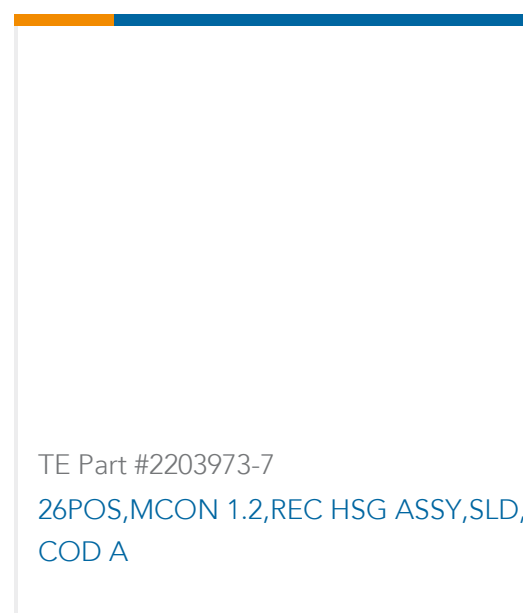 TE Part #2203973-7
26POS,MCON 1.2,REC HSG ASSY,SLD,
COD A